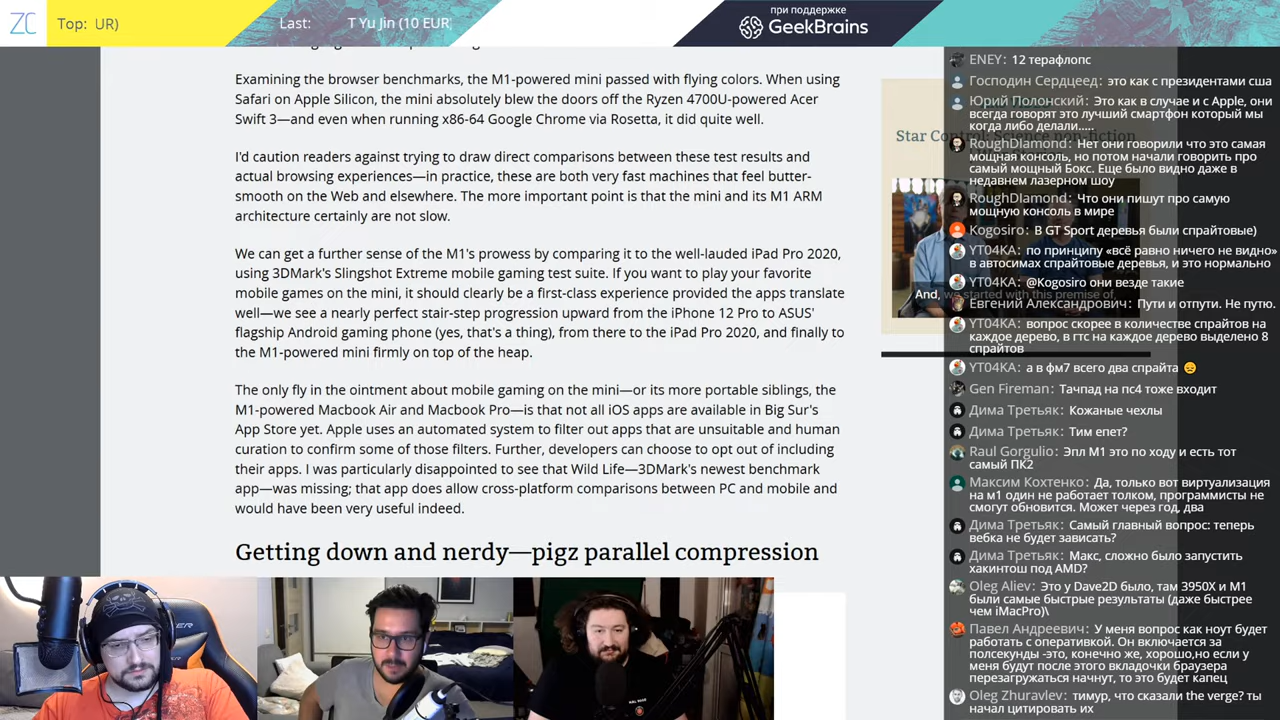 ZC
Top: UR)
Last: T Yu Jin (10 EUR
при поддержке
GeekBrains
Examining the browser benchmarks, the M1-powered mini passed with flying colors. When using
Safari on Apple Silicon, the mini absolutely blew the doors off the Ryzen 4700U-powered Acer
Swift 3—and even when running x86-64 Google Chrome via Rosetta, it did quite well.
I'd caution readers against trying to draw direct comparisons between these test results and
actual browsing experiences—in practice, these are both very fast machines that feel butter-
smooth on the Web and elsewhere. The more important point is that the mini and its M1 ARM
architecture certainly are not slow.
We can get a further sense of the M1's prowess by comparing it to the well-lauded iPad Pro 2020,
using 3DMark's Slingshot Extreme mobile gaming test suite. If you want to play your favorite
mobile games on the mini, it should clearly be a first-class experience provided the apps translate
well—we see a nearly perfect stair-step progression upward from the iPhone 12 Pro to ASUS'
flagship Android gaming phone (yes, that's a thing), from there to the iPad Pro 2020, and finally to
the M1-powered mini firmly on top of the heap.
The only fly in the ointment about mobile gaming on the mini—or its more portable siblings, the
M1-powered Macbook Air and Macbook Pro—is that not all iOS apps are available in Big Sur's
App Store yet. Apple uses an automated system to filter out apps that are unsuitable and human
curation to confirm some of those filters. Further, developers can choose to opt out of including
their apps. I was particularly disappointed to see that Wild Life—3DMark's newest benchmark
app—was missing; that app does allow cross-platform comparisons between PC and mobile and
would have been very useful indeed.
Getting down and nerdy—pigz parallel compression
Star Control: Science non-fiction
And, we started with this premise of,
ENEY: 12 терафлопс
Господин Сердцеед: это как с президентами сша
Юрий Полонский: Это как в случае и с Apple, они
всегда говорят это лучший смартфон который мы
когда либо делали.....
RoughDIamond: Нет они говорили что это самая
мощная консоль, но потом начали говорить про
самый мощный Бокс. Еще было видно даже в
недавнем лазерном шоу
RoughDIamond: Что они пишут про самую
мощную консоль в мире
Kogosiro: В GT Sport деревья были спрайтовые)
YT04KA: по принципу «всё равно ничего не видно»
в автосимах спрайтовые деревья, и это нормально
YT04KA: @Kogosiro они везде такие
Евгений Александрович: Пути и отпути. Не путю.
YT04KA: вопрос скорее в количестве спрайтов на
каждое дерево, в гтс на каждое дерево выделено 8
спрайтов
YT04KA: а в фм7 всего два спрайта 😔
Gen Fireman: Тачпад на пс4 тоже входит
Дима Третьяк: Кожаные чехлы
Дима Третьяк: Тим епет?
Raul Gorgulio: Эпл М1 это по ходу и есть тот
самый ПК2
Максим Кохтенко: Да, только вот виртуализация
на м1 один не работает толком, программисты не
смогут обновится. Может через год, два
Дима Третьяк: Самый главный вопрос: теперь
вебка не будет зависать?
Дима Третьяк: Макс, сложно было запустить
хакинтош под AMD?
Oleg Aliev: Это у Dave2D было, там 3950X и M1
были самые быстрые результаты (даже быстрее
чем iMacPro)\
Павел Андреевич: У меня вопрос как ноут будет
работать с оперативкой. Он включается за
полсекунды -это, конечно же, хорошо,но если у
меня будут после этого вкладочки браузера
перезагружаться начнут, то это будет капец
Oleg Zhuravlev: тимур, что сказали the verge? ты
начал цитировать их